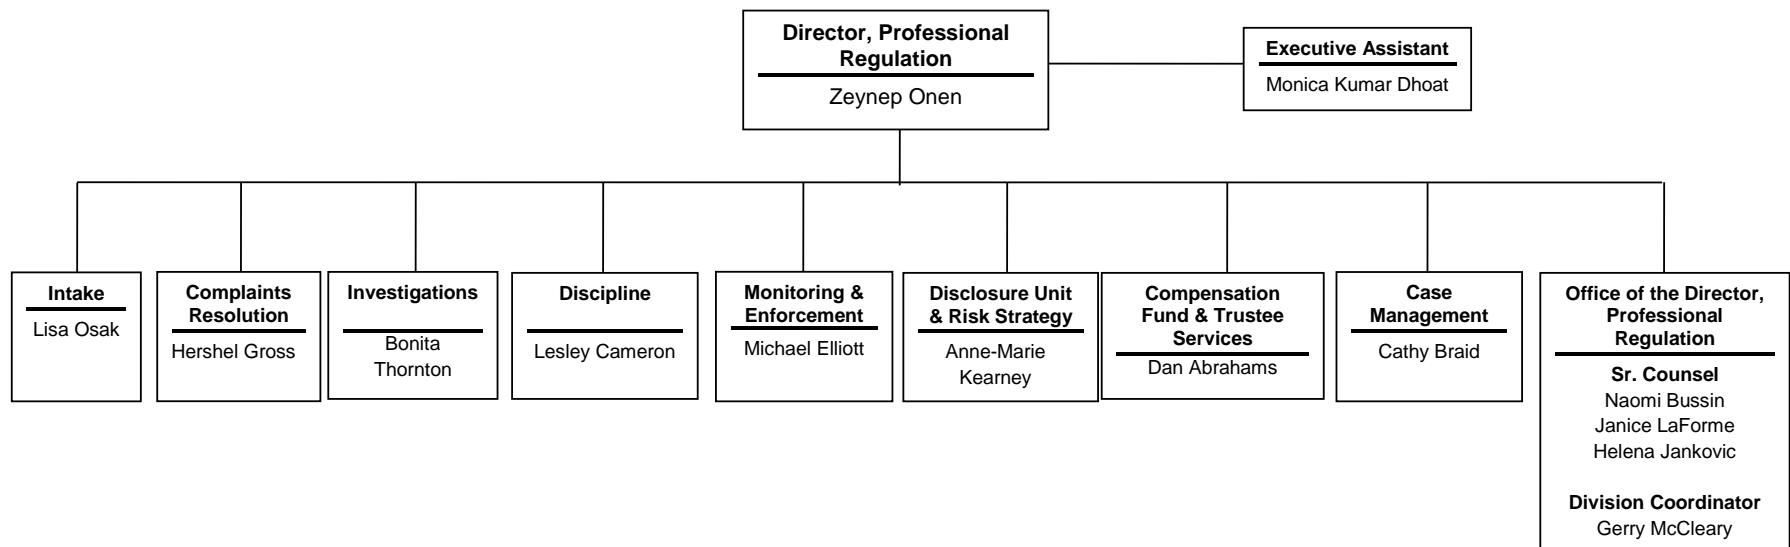 Director, Professional
Regulation
Zeynep Onen
Executive Assistant
Monica Kumar Dhoat
Intake
Lisa Osak
Complaints
Resolution
Hershel Gross
Investigations
Bonita
Thornton
Discipline
Lesley Cameron
Monitoring &
Enforcement
Michael Elliott
Disclosure Unit
& Risk Strategy
Anne-Marie
Kearney
Compensation
Fund & Trustee
Services
Dan Abrahams
Case
Management
Cathy Braid
Office of the Director,
Professional
Regulation
Sr. Counsel
Naomi Bussin
Janice LaForme
Helena Jankovic
Division Coordinator
Gerry McCleary